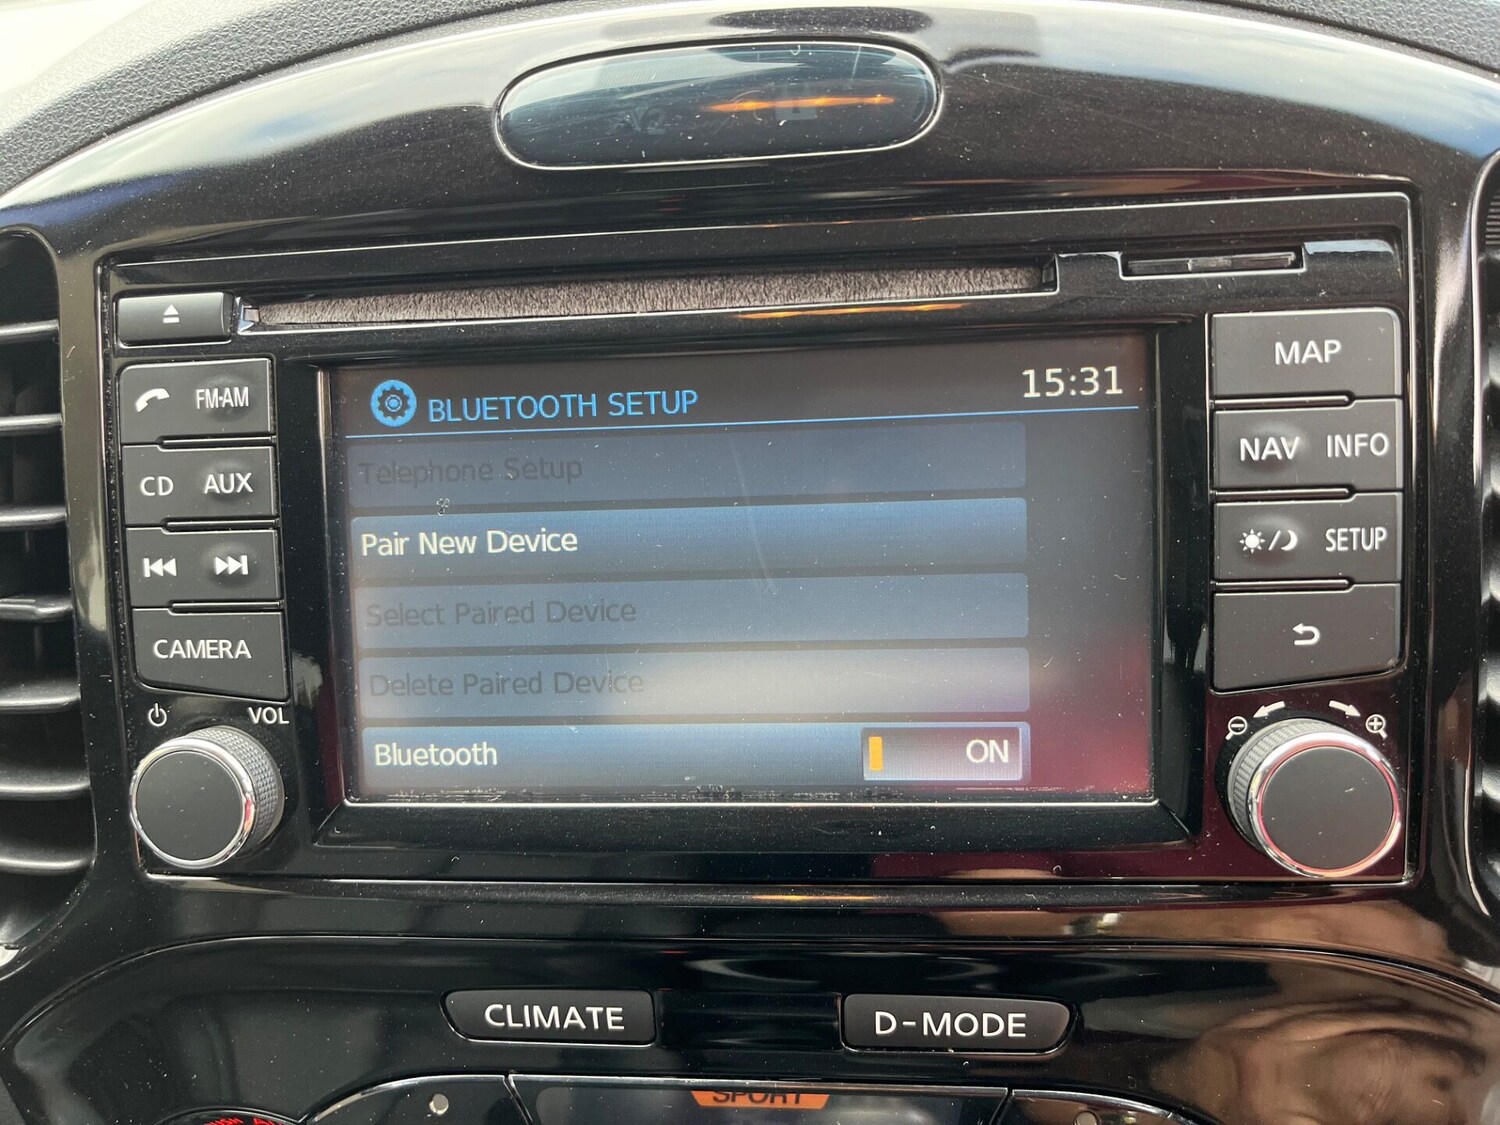 MAP
FM·AM
BLUETOOTH SETUP
15:31
Telephone Setup
NAV INFO
CD AUX
Pair New Device
SETUP
Select Paired Device
CAMERA
Delete Paired Device
VOL
Bluetooth
ON
CLIMATE
D-MODE
SPORT